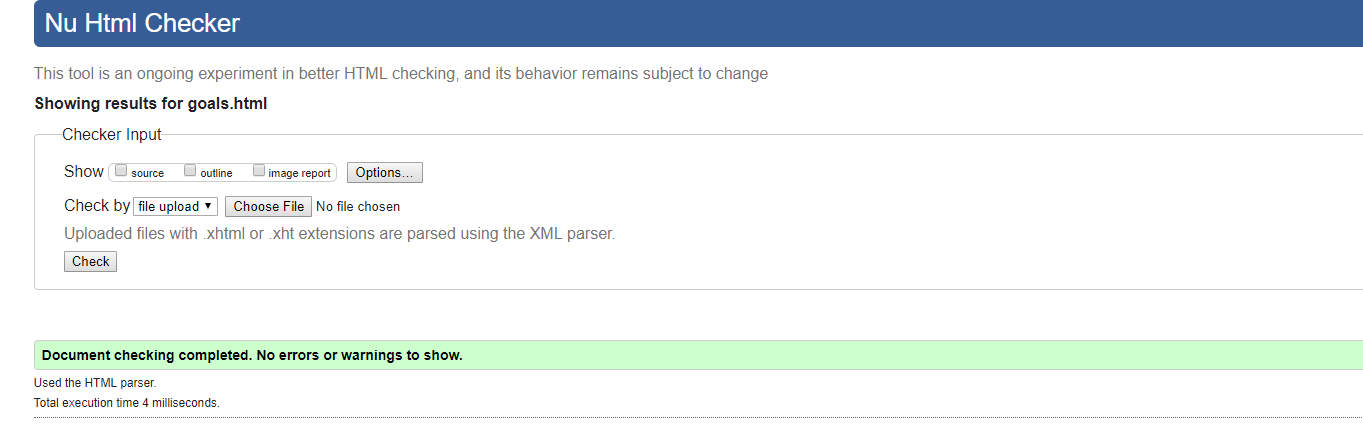 Nu Html Checker
This tool is an ongoing experiment in better HTML checking, and its behavior remains subject to change
Showing results for goals.html
Checker Input
Show source outline image report Options...
Check by file upload Choose File No file chosen
Uploaded files with .xhtml or .xht extensions are parsed using the XML parser.
Check
Document checking completed. No errors or warnings to show.
Used the HTML parser.
Total execution time 4 milliseconds.